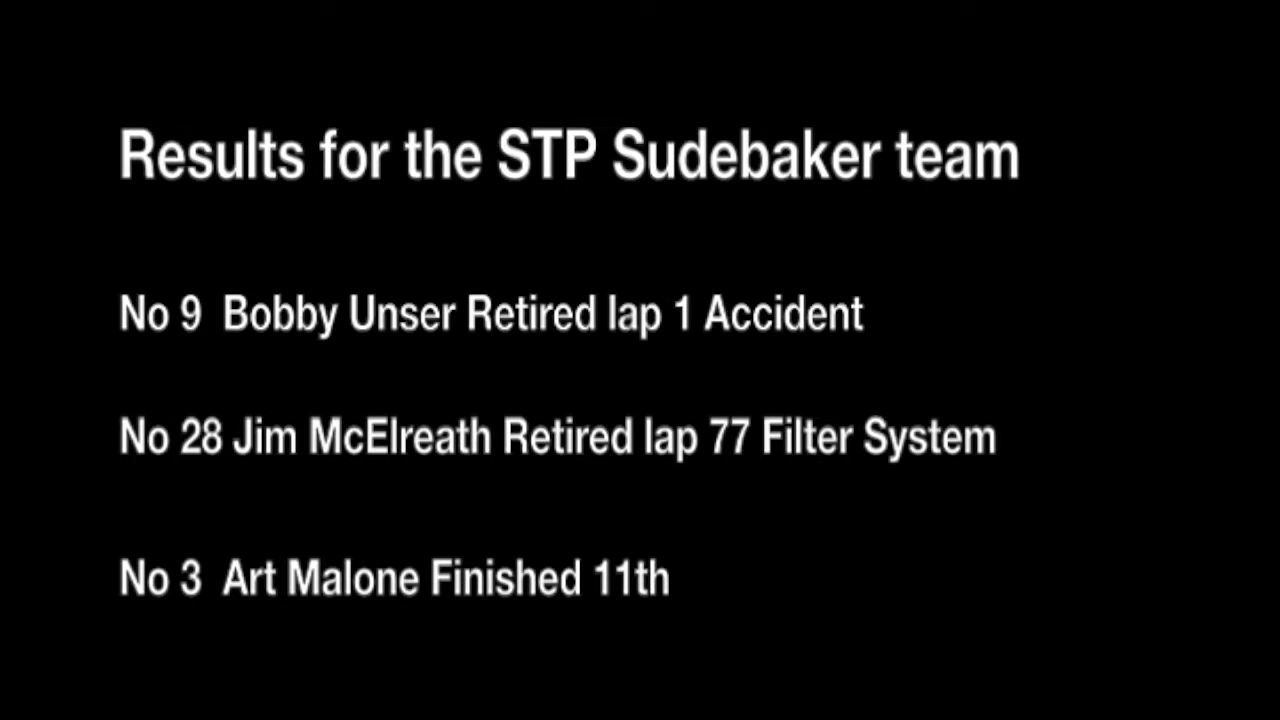 Results for the STP Sudebaker team
No 9 Bobby Unser Retired lap 1 Accident
No 28 Jim McElreath Retired lap 77 Filter System
No 3 Art Malone Finished 11th